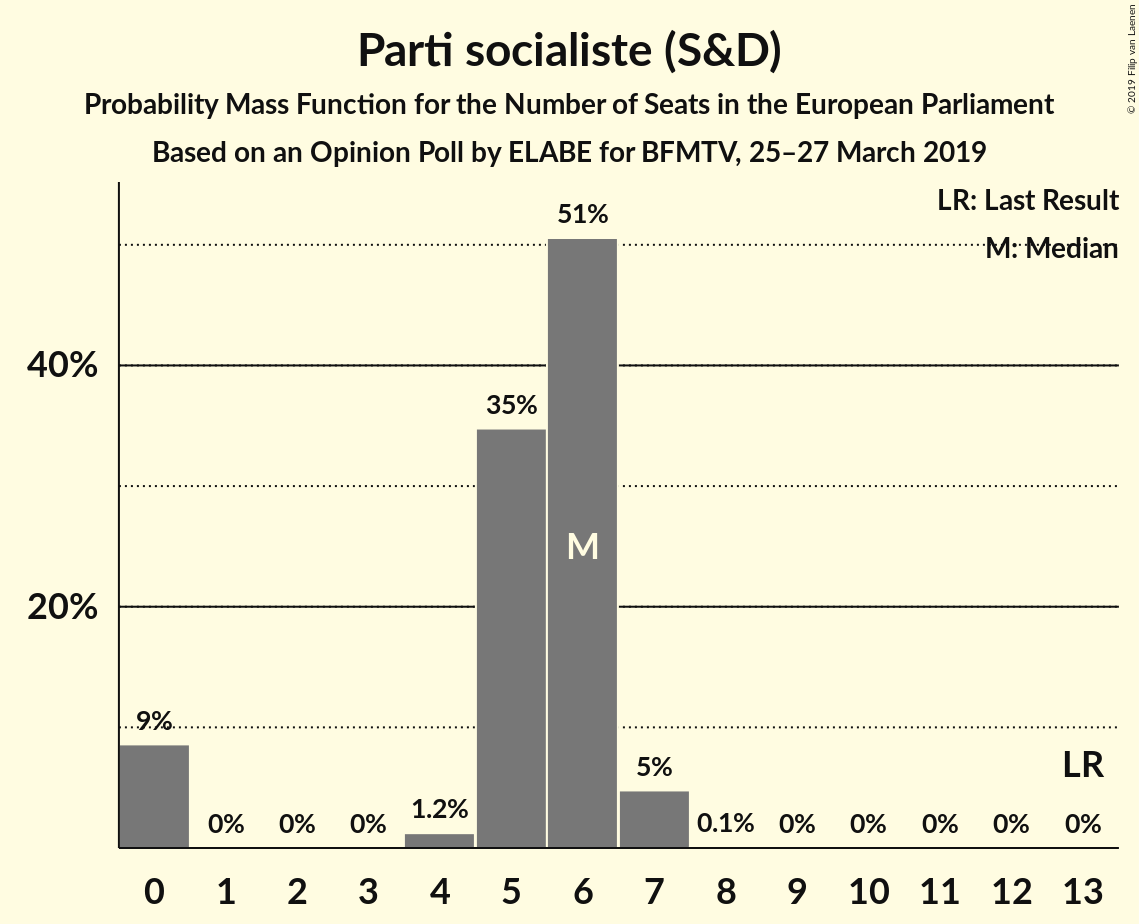 Parti socialiste (S&D)
Probability Mass Function for the Number of Seats in the European Parliament
Based on an Opinion Poll by ELABE for BFMTV, 25–27 March 2019
© 2019 Filip van Laenen
LR: Last Result
M: Median
40%
20%
9%
0%
0%
0%
1.2%
35%
51%
M
5%
0.1%
0%
0%
0%
0%
LR
0%
0 1 2 3 4 5 6 7 8 9 10 11 12 13